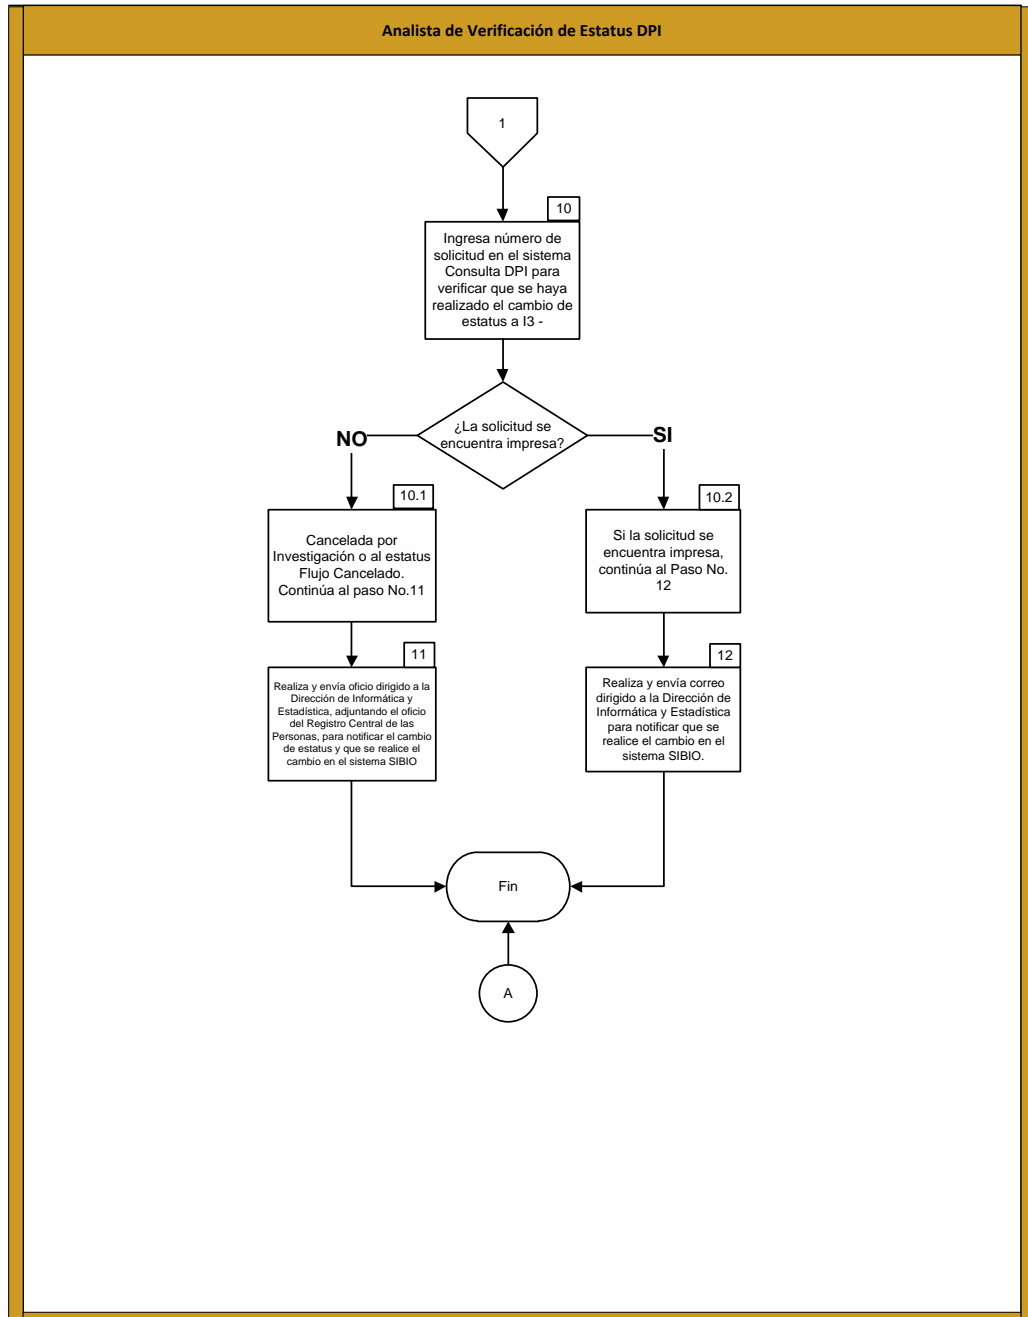 Analista de Verificación de Estatus DPI
1
10
Ingresa número de
solicitud en el sistema
Consulta DPI para
verificar que se haya
realizado el cambio de
estatus a I3 -
¿La solicitud se
encuentra impresa?
NO
SI
10.1
Cancelada por
Investigación o al estatus
Flujo Cancelado.
Continúa al paso No.11
10.2
Si la solicitud se
encuentra impresa,
continúa al Paso No.
12
11
Realiza y envía oficio dirigido a la
Dirección de Informática y
Estadística, adjuntando el oficio
del Registro Central de las
Personas, para notificar el cambio
de estatus y que se realice el
cambio en el sistema SIBIO
12
Realiza y envía correo
dirigido a la Dirección de
Informática y Estadística
para notificar que se
realice el cambio en el
sistema SIBIO.
Fin
A